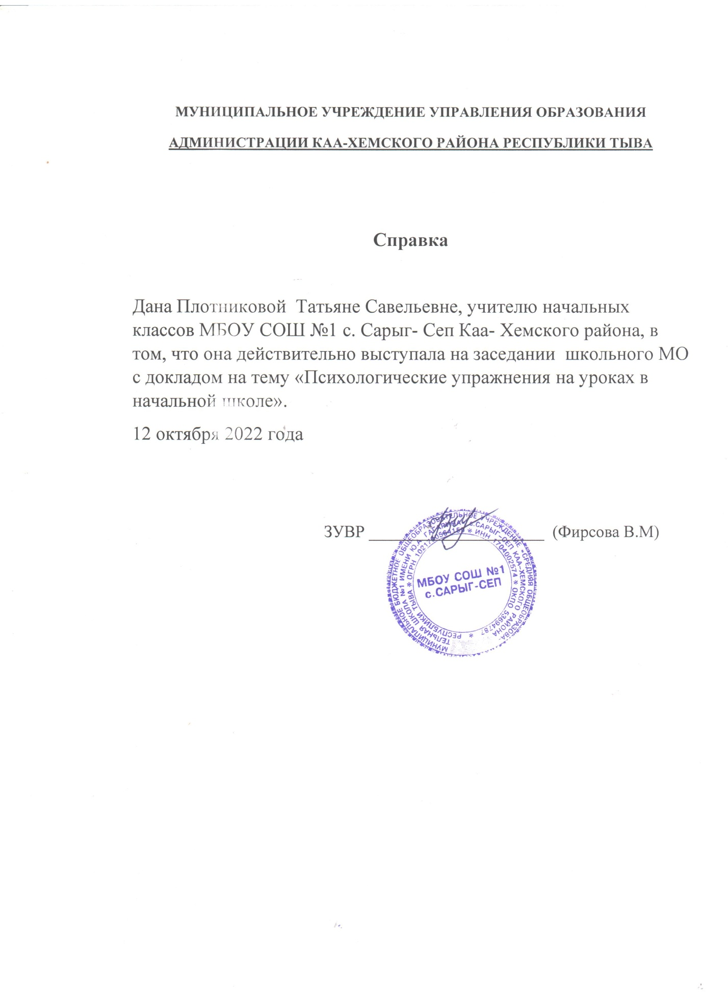 МУНИЦИПАЛЬНОЕ УЧРЕЖДЕНИЕ УПРАВЛЕНИЯ ОБРАЗОВАНИЯ
АДМИНИСТРАЦИИ КАА-ХЕМСКОГО РАЙОНА РЕСПУБЛИКИ ТЫВА
Справка
Дана Плотниковой Татьяне Савельевне, учителю начальных
классов МБОУ СОШ №1 с. Сарыг- Сеп Каа- Хемского района, в
том, что она действительно выступала на заседании школьного МО
с докладом на тему «Психологические упражнения на уроках в
начальной школе».
12 октября 2022 года
ЗУВР ____________________ (Фирсова В.М)
МУНИЦИПАЛЬНОЕ БЮДЖЕТНОЕ ОБЩЕОБРАЗОВАТЕЛЬНОЕ УЧРЕЖДЕНИЕ «СРЕДНЯЯ ОБЩЕОБРАЗОВА-
ТЕЛЬНАЯ ШКОЛА №1 ИМЕНИ Ю.А. ГАГАРИНА» с.САРЫГ-СЕП КАА-ХЕМСКОГО РАЙОНА
РЕСПУБЛИКИ ТЫВА * ОГРН * ИНН 1704002574 * ОКПО 53694787 *
МБОУ СОШ №1
с.САРЫГ-СЕП